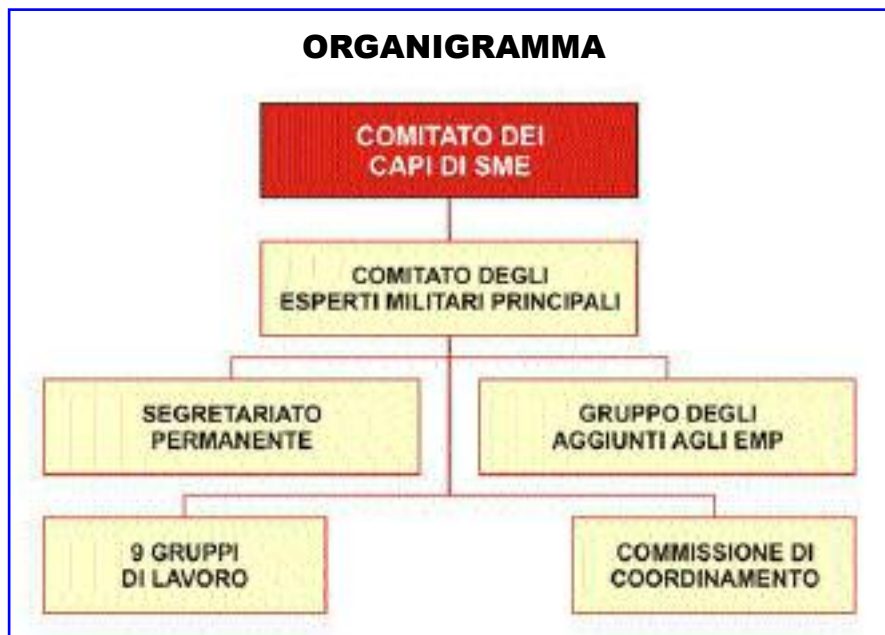 ORGANIGRAMMA
COMITATO DEI
CAPI DI SME
COMITATO DEGLI
ESPERTI MILITARI PRINCIPALI
SEGRETARIATO
PERMANENTE
GRUPPO DEGLI
AGGIUNTI AGLI EMP
9 GRUPPI
DI LAVORO
COMMISSIONE DI
COORDINAMENTO